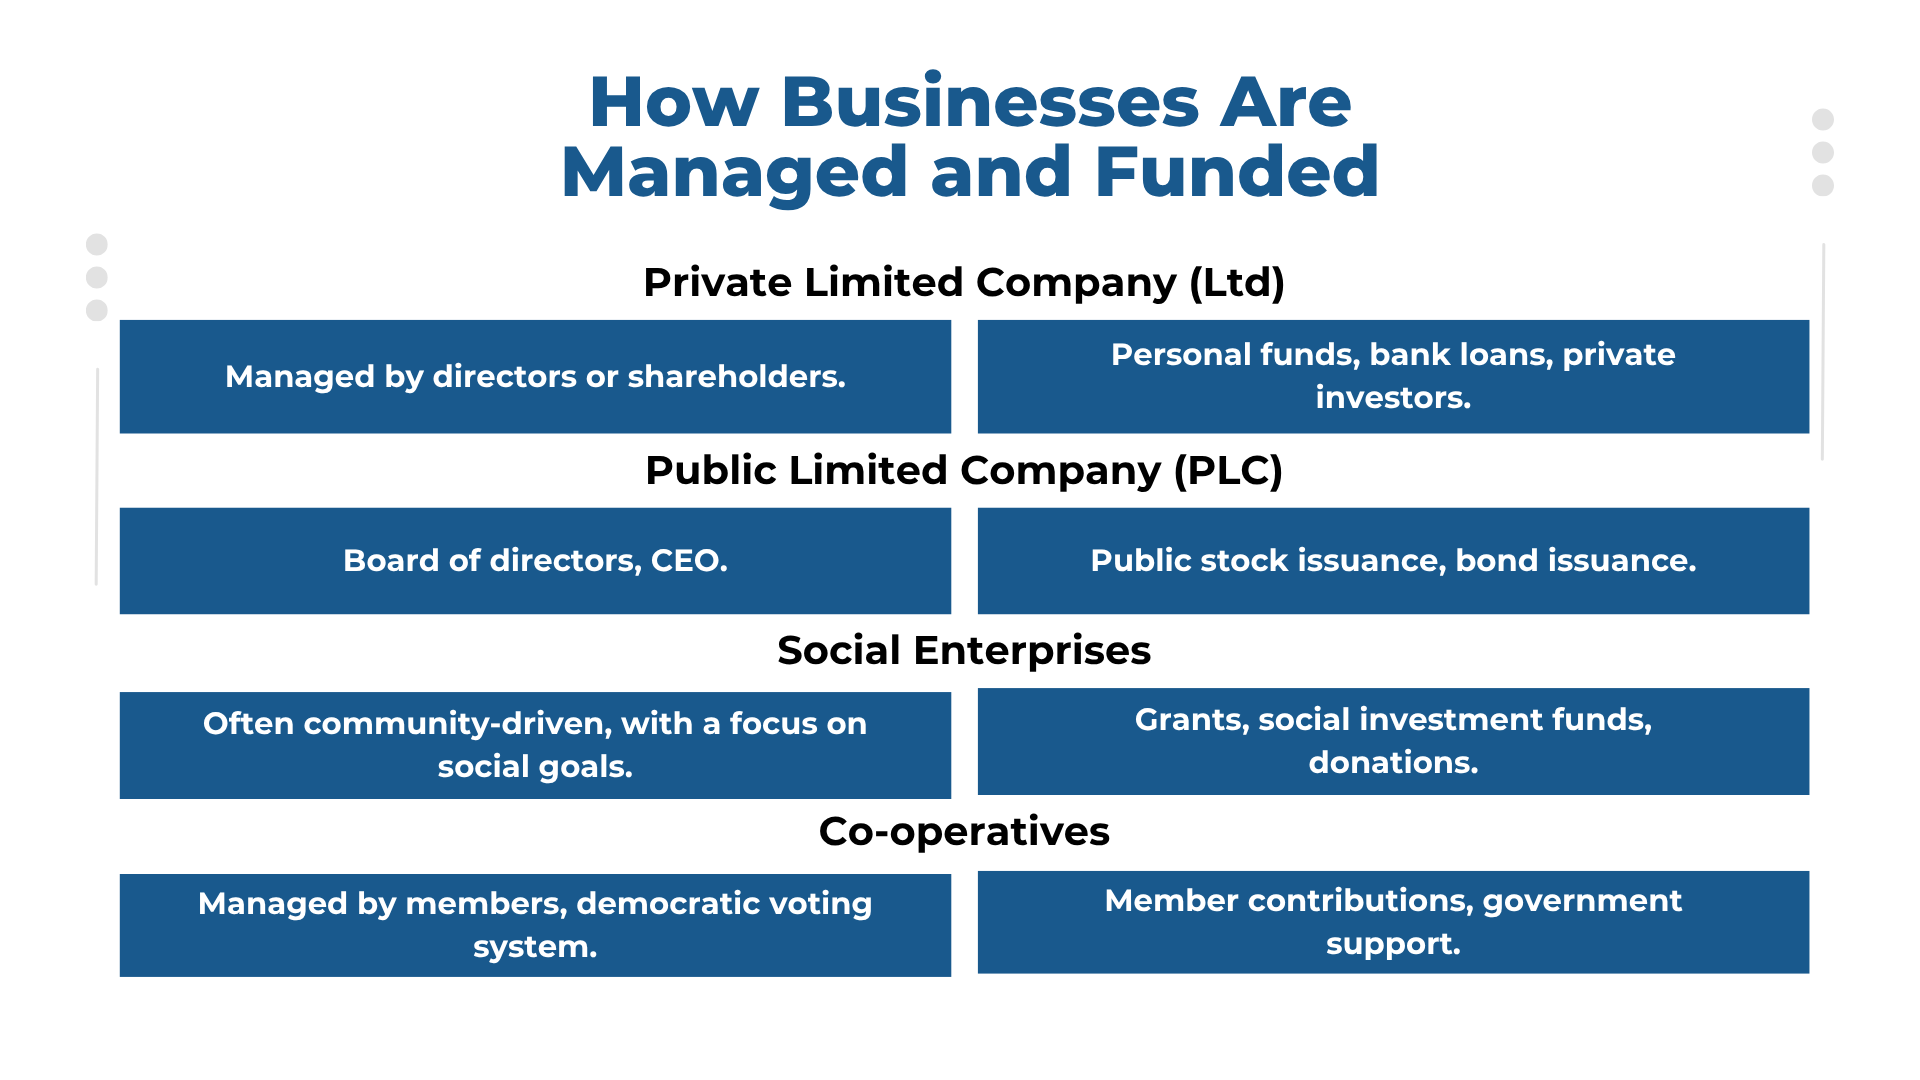 How Businesses Are
Managed and Funded
Private Limited Company (Ltd)
Managed by directors or shareholders.
Personal funds, bank loans, private
investors.
Public Limited Company (PLC)
Board of directors, CEO.
Public stock issuance, bond issuance.
Social Enterprises
Often community-driven, with a focus on
social goals.
Grants, social investment funds,
donations.
Co-operatives
Managed by members, democratic voting
system.
Member contributions, government
support.